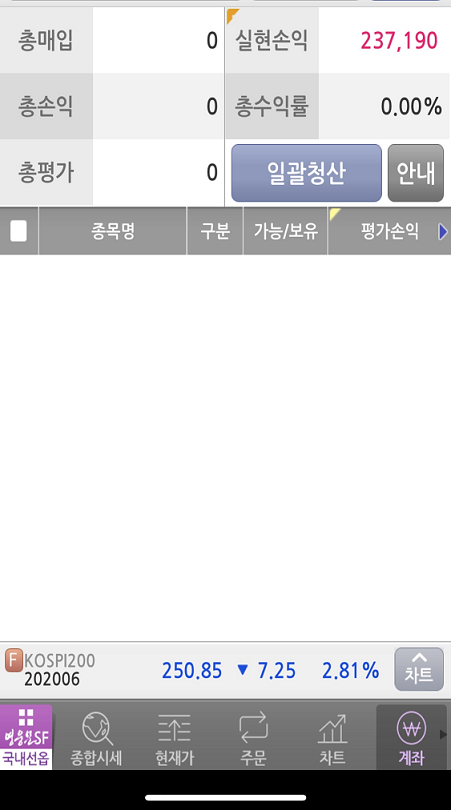 총매입 0 실현손익 237,190
총손익 0 총수익률 0.00%
총평가 0 일괄청산 안내
종목명 구분 가능/보유 평가손익
F KOSPI200 250.85 ▼ 7.25 2.81% 차트
202006
영웅문SF
국내선옵 종합시세 현재가 주문 차트 계좌